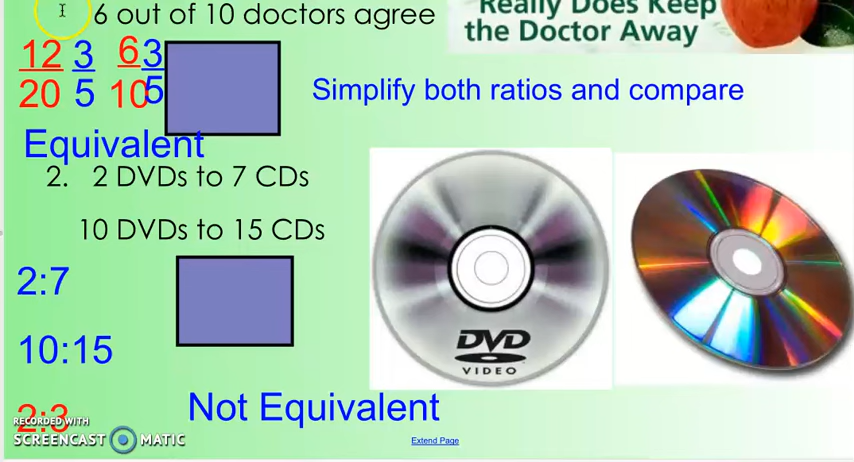 6 out of 10 doctors agree
Really Does Keep
the Doctor Away
12 3 6 3
20 5 10 5
Simplify both ratios and compare
Equivalent
2. 2 DVDs to 7 CDs
10 DVDs to 15 CDs
2:7
10:15
DVD
VIDEO
2:3
Not Equivalent
RECORDED WITH
SCREENCAST MATIC
Extend Page